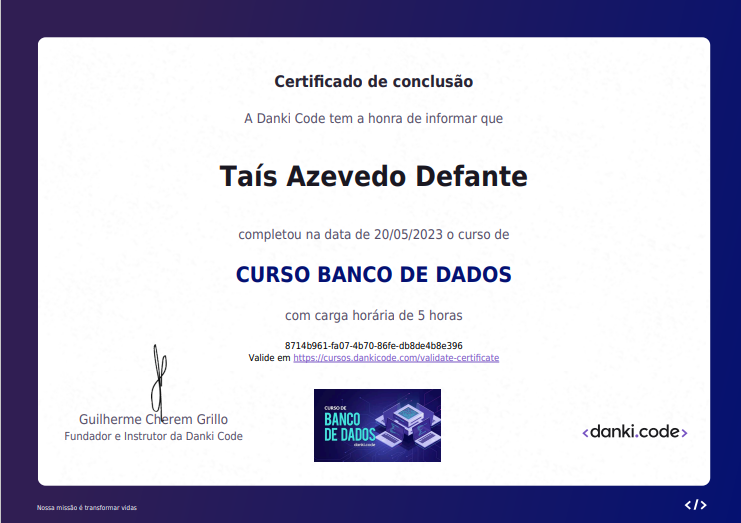 Certificado de conclusão
A Danki Code tem a honra de informar que
Taís Azevedo Defante
completou na data de 20/05/2023 o curso de
CURSO BANCO DE DADOS
com carga horária de 5 horas
8714b961-fa07-4b70-86fe-db8de4b8e396
Valide em https://cursos.dankicode.com/validate-certificate
Guilherme Cherem Grillo
Fundador e Instrutor da Danki Code
CURSO DE
BANCO
DE DADOS
danki.code
<danki.code>
Nossa missão é transformar vidas
</>